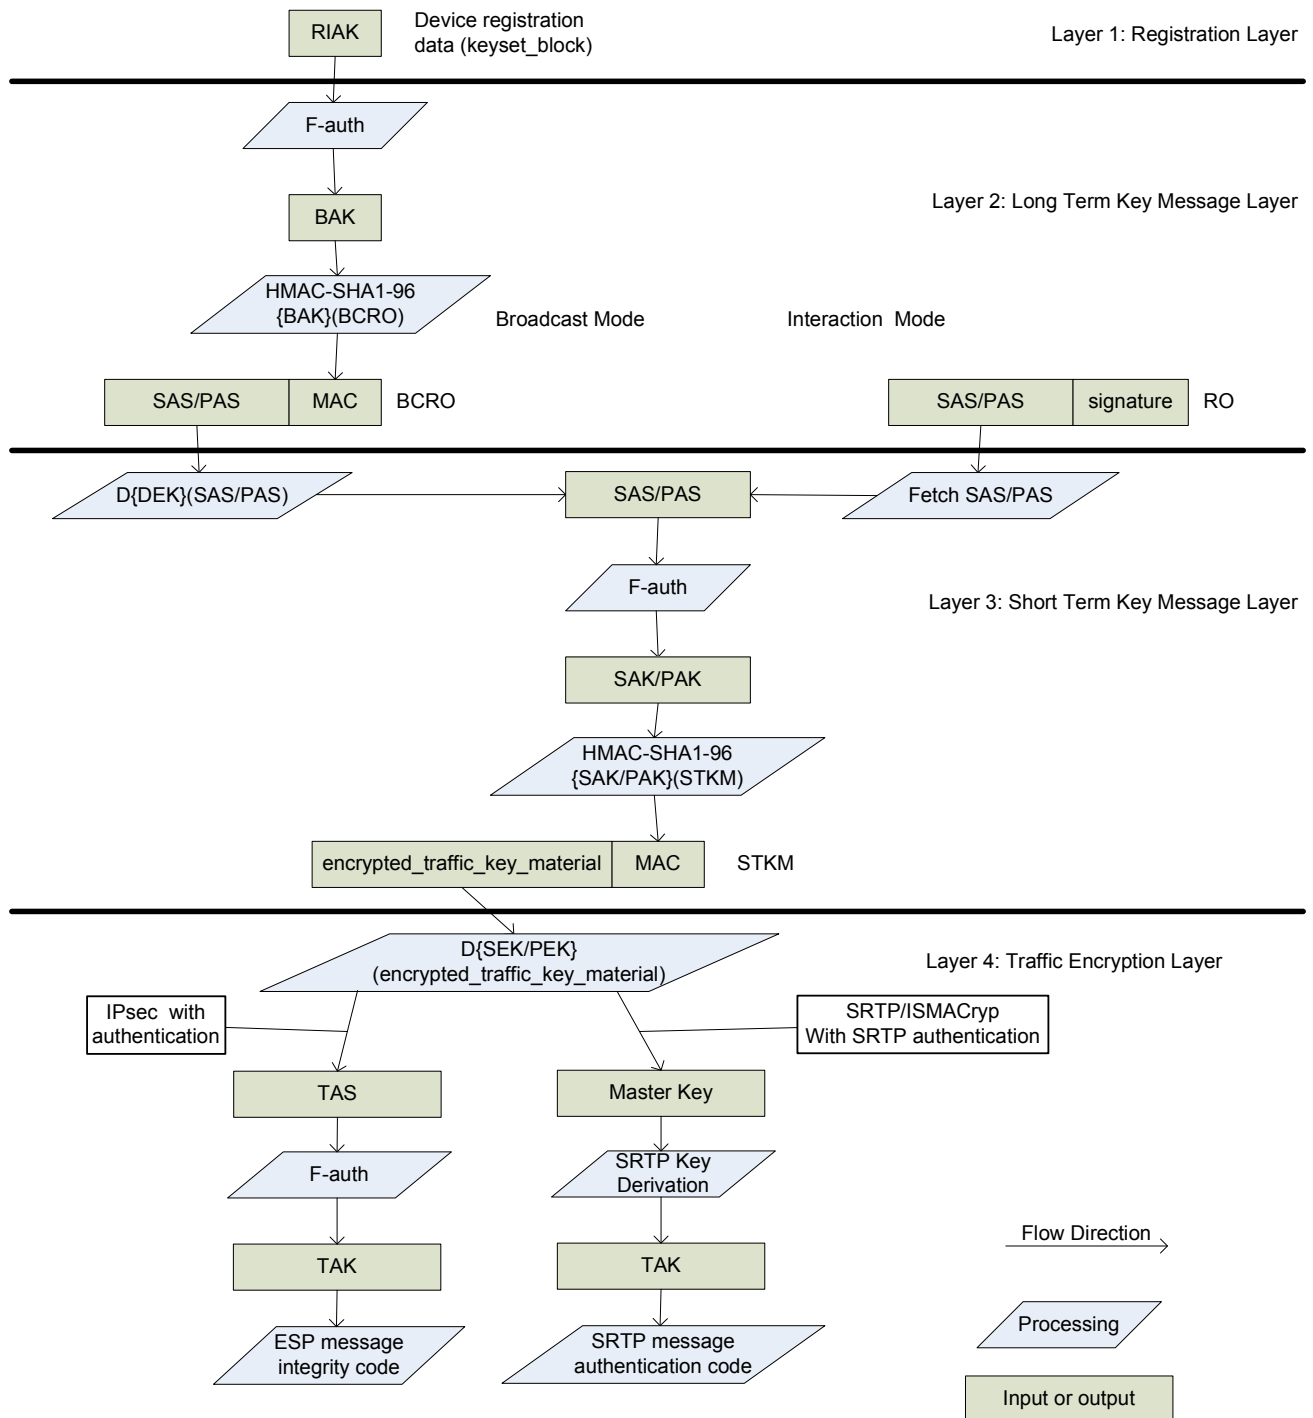 RIAK
Device registration
data (keyset_block)
Layer 1: Registration Layer
F-auth
BAK
Layer 2: Long Term Key Message Layer
HMAC-SHA1-96
{BAK}(BCRO)
Broadcast Mode
Interaction Mode
SAS/PAS
MAC
BCRO
SAS/PAS
signature
RO
D{DEK}(SAS/PAS)
SAS/PAS
Fetch SAS/PAS
F-auth
Layer 3: Short Term Key Message Layer
SAK/PAK
HMAC-SHA1-96
{SAK/PAK}(STKM)
encrypted_traffic_key_material
MAC
STKM
D{SEK/PEK}
(encrypted_traffic_key_material)
Layer 4: Traffic Encryption Layer
IPsec with
authentication
SRTP/ISMACryp
With SRTP authentication
TAS
Master Key
F-auth
SRTP Key
Derivation
Flow Direction
TAK
TAK
Processing
ESP message
integrity code
SRTP message
authentication code
Input or output